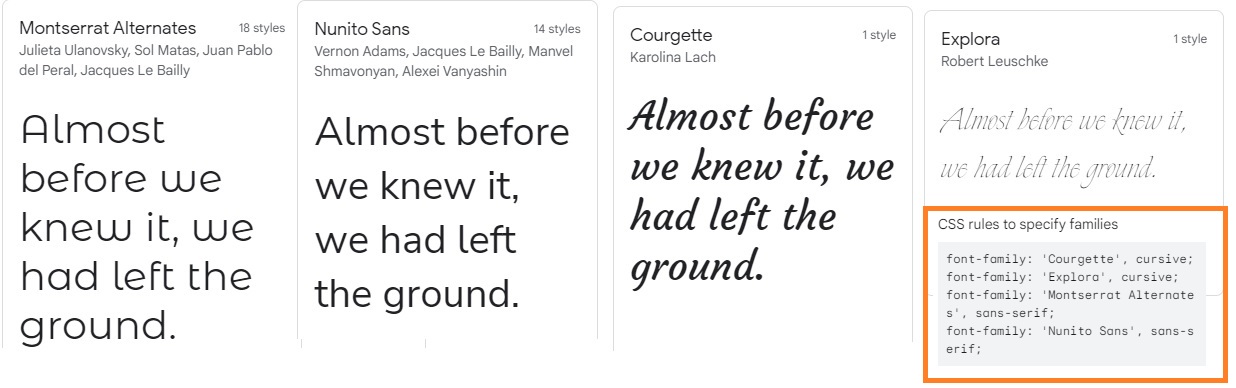 Montserrat Alternates 18 styles
Julieta Ulanovsky, Sol Matas, Juan Pablo
del Peral, Jacques Le Bailly
Almost
before we
knew it, we
had left the
ground.
Nunito Sans 14 styles
Vernon Adams, Jacques Le Bailly, Manvel
Shmavonyan, Alexei Vanyashin
Almost before
we knew it,
we had left
the ground.
Courgette 1 style
Karolina Lach
Almost before
we knew it, we
had left the
ground.
Explora 1 style
Robert Leuschke
Almost before we knew it,
we had left the ground.
CSS rules to specify families
font-family: 'Courgette', cursive;
font-family: 'Explora', cursive;
font-family: 'Montserrat Alternate
s', sans-serif;
font-family: 'Nunito Sans', sans-s
erif;